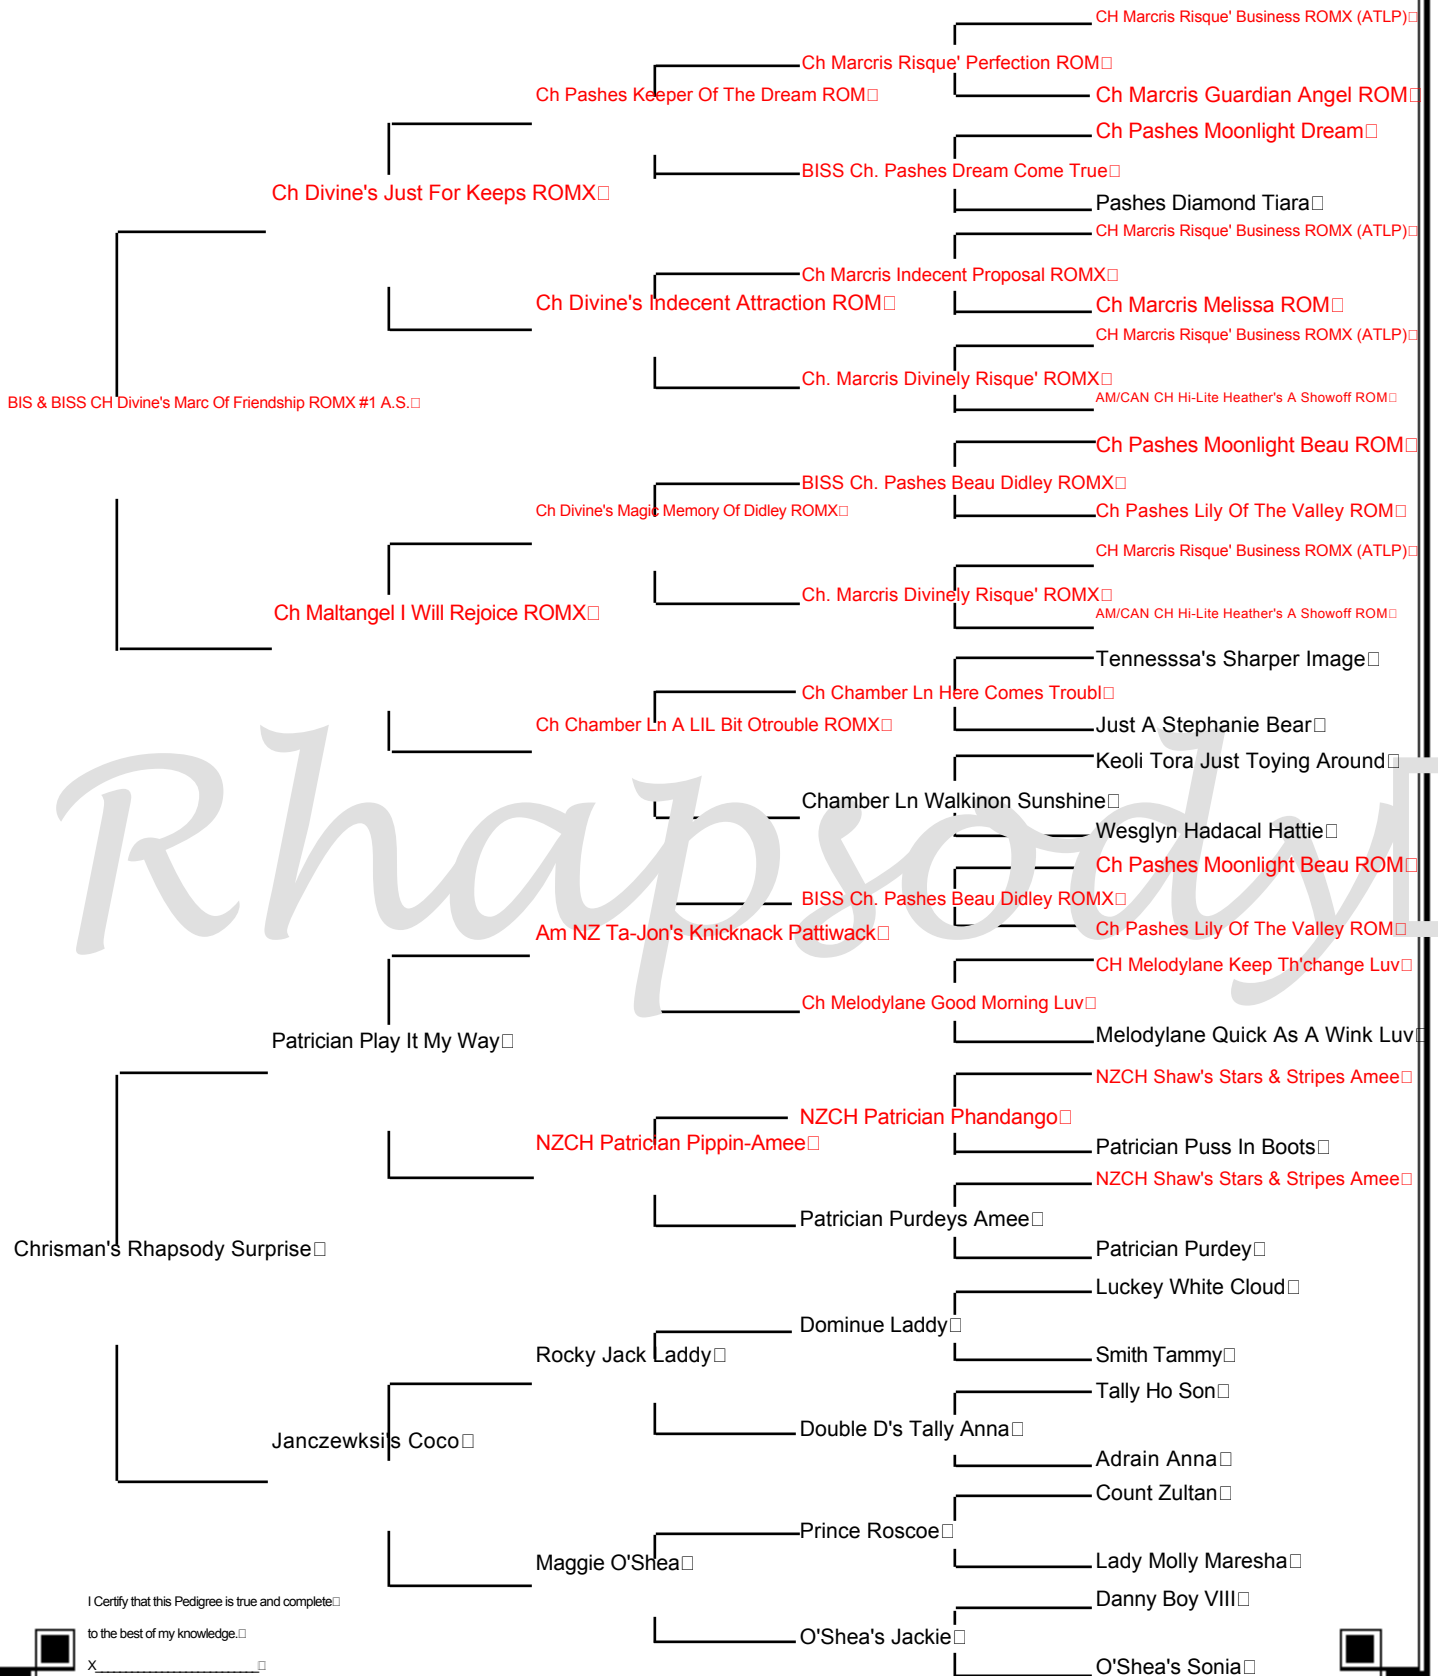 CH Marcris Risque' Business ROMX (ATLP)
Ch Marcris Risque' Perfection ROM
Ch Pashes Keeper Of The Dream ROM
Ch Marcris Guardian Angel ROM
Ch Pashes Moonlight Dream
BISS Ch. Pashes Dream Come True
Ch Divine's Just For Keeps ROMX
Pashes Diamond Tiara
CH Marcris Risque' Business ROMX (ATLP)
Ch Marcris Indecent Proposal ROMX
Ch Divine's Indecent Attraction ROM
Ch Marcris Melissa ROM
CH Marcris Risque' Business ROMX (ATLP)
Ch. Marcris Divinely Risque' ROMX
AM/CAN CH Hi-Lite Heather's A Showoff ROM
BIS & BISS CH Divine's Marc Of Friendship ROMX #1 A.S.
Ch Pashes Moonlight Beau ROM
BISS Ch. Pashes Beau Didley ROMX
Ch Divine's Magic Memory Of Didley ROMX
Ch Pashes Lily Of The Valley ROM
CH Marcris Risque' Business ROMX (ATLP)
Ch. Marcris Divinely Risque' ROMX
Ch Maltangel I Will Rejoice ROMX
AM/CAN CH Hi-Lite Heather's A Showoff ROM
Tennesssa's Sharper Image
Ch Chamber Ln Here Comes Troubl
Ch Chamber Ln A LIL Bit Otrouble ROMX
Just A Stephanie Bear
Keoli Tora Just Toying Around
Chamber Ln Walkinon Sunshine
Wesglyn Hadacal Hattie
Rhapsody
Ch Pashes Moonlight Beau ROM
BISS Ch. Pashes Beau Didley ROMX
Am NZ Ta-Jon's Knicknack Pattiwack
Ch Pashes Lily Of The Valley ROM
CH Melodylane Keep Th'change Luv
Ch Melodylane Good Morning Luv
Patrician Play It My Way
Melodylane Quick As A Wink Luv
NZCH Shaw's Stars & Stripes Amee
NZCH Patrician Phandango
NZCH Patrician Pippin-Amee
Patrician Puss In Boots
NZCH Shaw's Stars & Stripes Amee
Patrician Purdeys Amee
Chrisman's Rhapsody Surprise
Patrician Purdey
Luckey White Cloud
Dominue Laddy
Rocky Jack Laddy
Smith Tammy
Tally Ho Son
Double D's Tally Anna
Janczewksi's Coco
Adrain Anna
Count Zultan
Prince Roscoe
Maggie O'Shea
Lady Molly Maresha
Danny Boy VIII
I Certify that this Pedigree is true and complete
to the best of my knowledge.
O'Shea's Jackie
X____________________________
O'Shea's Sonia